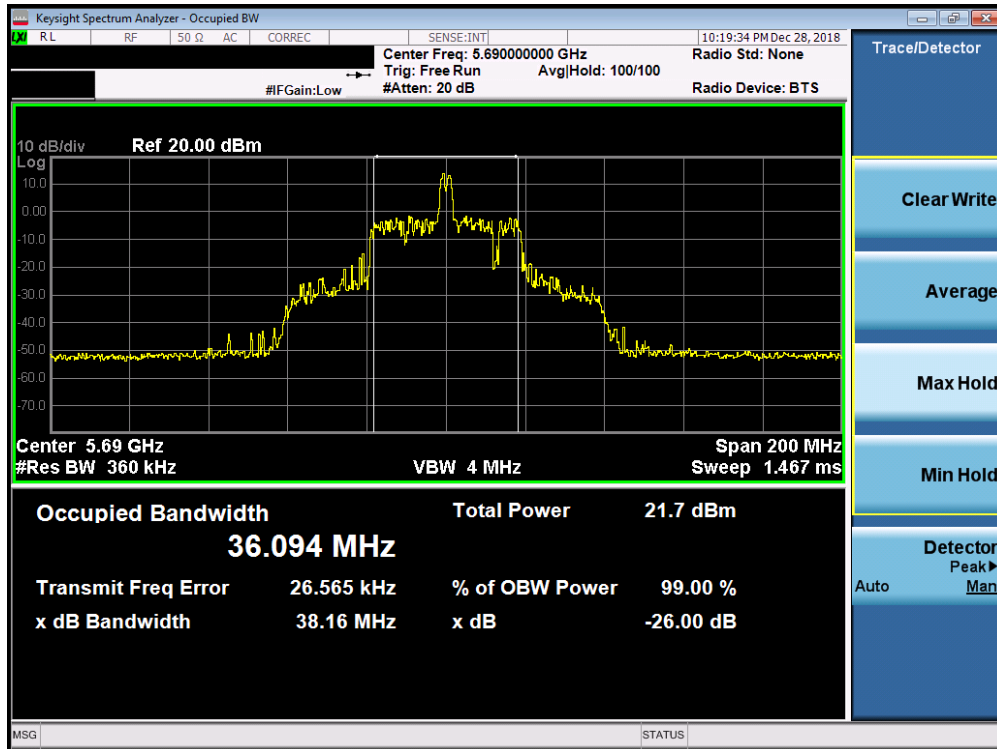 Keysight Spectrum Analyzer - Occupied BW
LXI RL RF 50 Ω AC CORREC SENSE:INT 10:19:34 PM Dec 28, 2018
Center Freq: 5.690000000 GHz Radio Std: None
Trig: Free Run Avg|Hold: 100/100
#IFGain:Low #Atten: 20 dB Radio Device: BTS
Trace/Detector
10 dB/div Ref 20.00 dBm
Log
10.0
0.00
-10.0
-20.0
-30.0
-40.0
-50.0
-60.0
-70.0
Center 5.69 GHz Span 200 MHz
#Res BW 360 kHz VBW 4 MHz Sweep 1.467 ms
Occupied Bandwidth Total Power 21.7 dBm
36.094 MHz
Transmit Freq Error 26.565 kHz % of OBW Power 99.00 %
x dB Bandwidth 38.16 MHz x dB -26.00 dB
Clear Write
Average
Max Hold
Min Hold
Detector
Peak▶
Auto Man
MSG STATUS